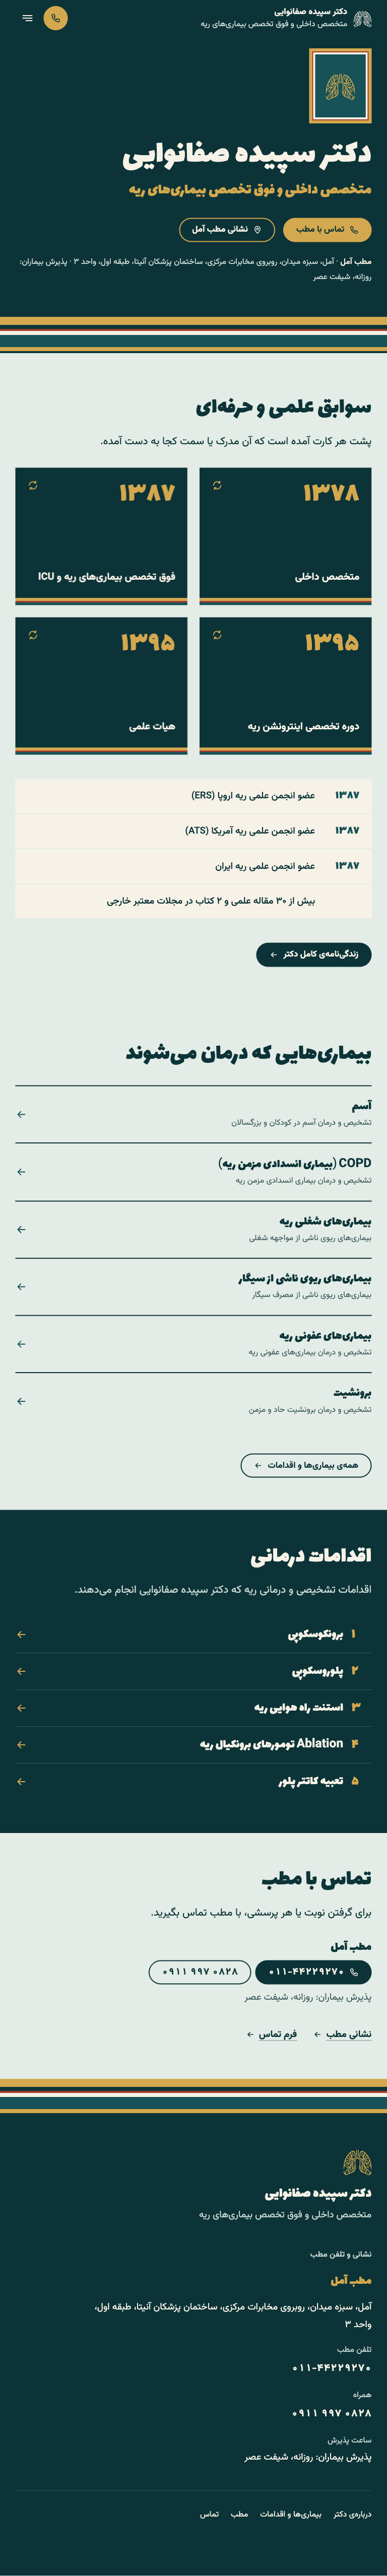 دکتر سپیده صفانوایی
متخصص داخلی و فوق تخصص بیماری‌های ریه
دکتر سپیده صفانوایی
متخصص داخلی و فوق تخصص بیماری‌های ریه
تماس با مطب
نشانی مطب آمل
مطب آمل · آمل، سبزه میدان، روبروی مخابرات مرکزی، ساختمان پزشکان آنیتا، طبقه اول، واحد ۳ · پذیرش بیماران:
روزانه، شیفت عصر
سوابق علمی و حرفه‌ای
پشت هر کارت آمده است که آن مدرک یا سمت کجا به دست آمده.
۱۳۷۸
متخصص داخلی
۱۳۸۷
فوق تخصص بیماری‌های ریه و ICU
۱۳۹۵
دوره تخصصی اینترونشن ریه
۱۳۹۵
هیات علمی
۱۳۸۷ عضو انجمن علمی ریه اروپا (ERS)
۱۳۸۷ عضو انجمن علمی ریه آمریکا (ATS)
۱۳۸۷ عضو انجمن علمی ریه ایران
بیش از ۳۰ مقاله علمی و ۲ کتاب در مجلات معتبر خارجی
زندگی‌نامه‌ی کامل دکتر
بیماری‌هایی که درمان می‌شوند
آسم
تشخیص و درمان آسم در کودکان و بزرگسالان
COPD (بیماری انسدادی مزمن ریه)
تشخیص و درمان بیماری انسدادی مزمن ریه
بیماری‌های شغلی ریه
بیماری‌های ریوی ناشی از مواجهه شغلی
بیماری‌های ریوی ناشی از سیگار
بیماری‌های ریوی ناشی از مصرف سیگار
بیماری‌های عفونی ریه
تشخیص و درمان بیماری‌های عفونی ریه
برونشیت
تشخیص و درمان برونشیت حاد و مزمن
همه‌ی بیماری‌ها و اقدامات
اقدامات درمانی
اقدامات تشخیصی و درمانی ریه که دکتر سپیده صفانوایی انجام می‌دهند.
۱ برونکوسکوپی
۲ پلوروسکوپی
۳ استنت راه هوایی ریه
۴ Ablation تومورهای برونکیال ریه
۵ تعبیه کاتتر پلور
تماس با مطب
برای گرفتن نوبت یا هر پرسشی، با مطب تماس بگیرید.
مطب آمل
۰۱۱-۴۴۲۲۹۲۷۰
۰۹۱۱ ۹۹۷ ۰۸۲۸
پذیرش بیماران: روزانه، شیفت عصر
نشانی مطب
فرم تماس
دکتر سپیده صفانوایی
متخصص داخلی و فوق تخصص بیماری‌های ریه
نشانی و تلفن مطب
مطب آمل
آمل، سبزه میدان، روبروی مخابرات مرکزی، ساختمان پزشکان آنیتا، طبقه اول،
واحد ۳
تلفن مطب
۰۱۱-۴۴۲۲۹۲۷۰
همراه
۰۹۱۱ ۹۹۷ ۰۸۲۸
ساعت پذیرش
پذیرش بیماران: روزانه، شیفت عصر
درباره‌ی دکتر بیماری‌ها و اقدامات مطب تماس